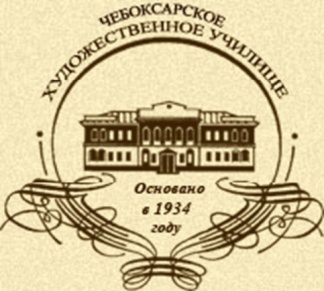 ЧЕБОКСАРСКОЕ
ХУДОЖЕСТВЕННОЕ УЧИЛИЩЕ
Основано
в 1934
году